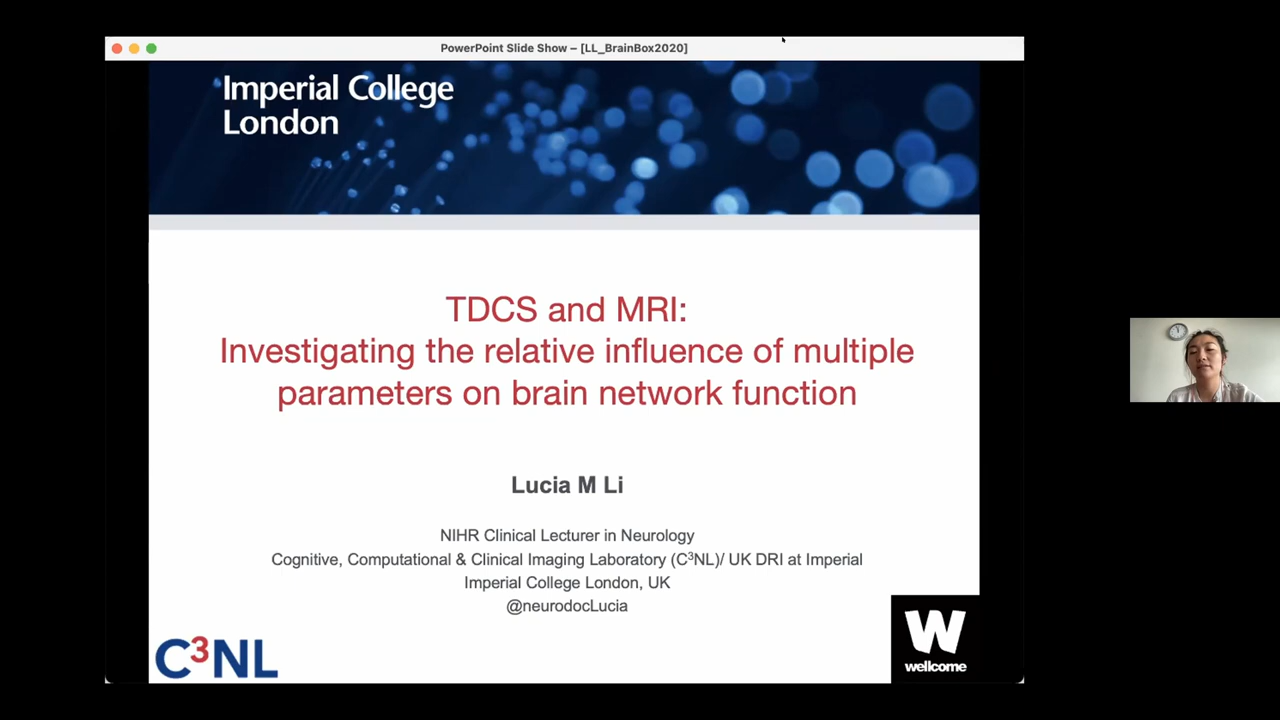 PowerPoint Slide Show – [LL_BrainBox2020]
Imperial College
London
TDCS and MRI:
Investigating the relative influence of multiple
parameters on brain network function
Lucia M Li
NIHR Clinical Lecturer in Neurology
Cognitive, Computational & Clinical Imaging Laboratory (C³NL)/ UK DRI at Imperial
Imperial College London, UK
@neurodocLucia
C³NL
W
wellcome